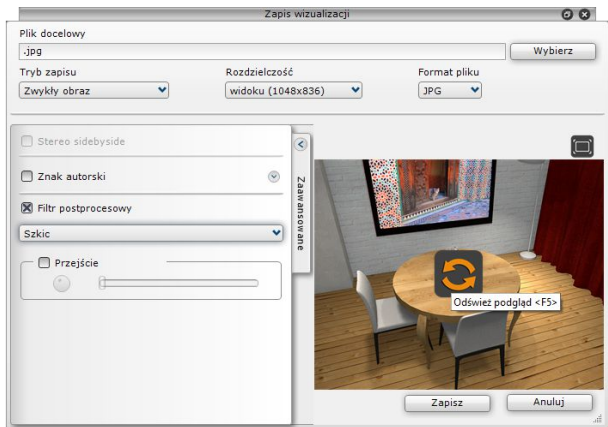 Zapis wizualizacji
Plik docelowy
.jpg
Wybierz
Tryb zapisu
Rozdzielczość
Format pliku
Zwykły obraz
widoku (1048x836)
JPG
Stereo sidebyside
Znak autorski
Filtr postprocesowy
Szkic
Przejście
Zaawansowane
Odśwież podgląd <F5>
Zapisz
Anuluj